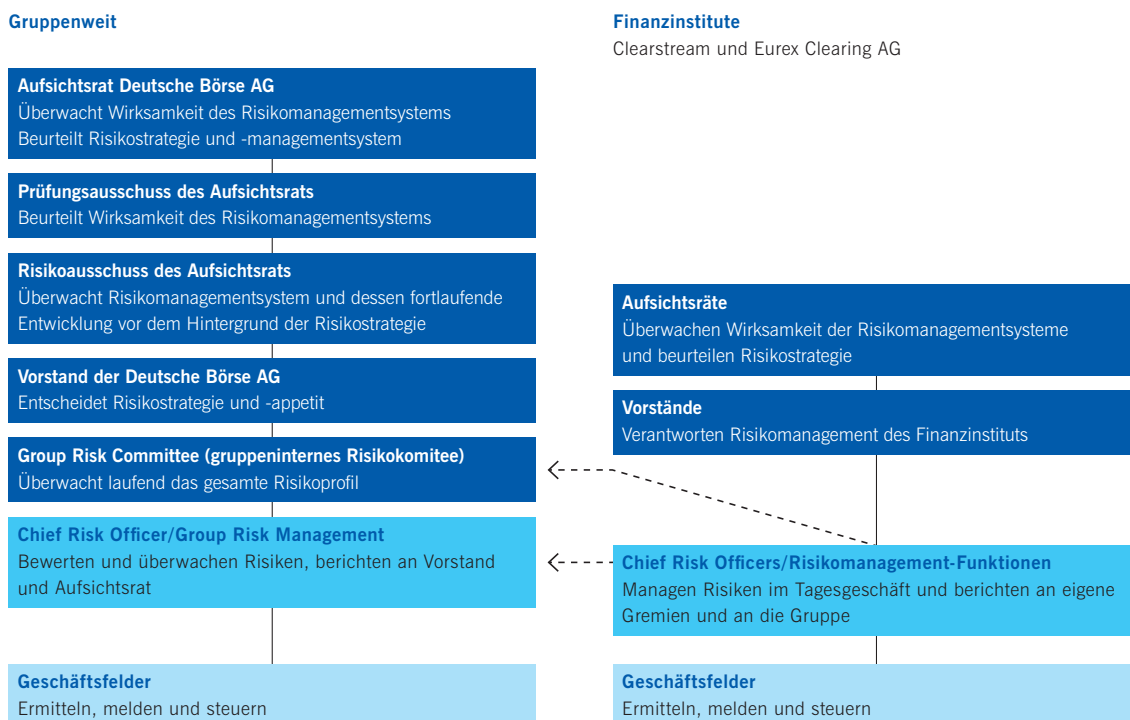 Gruppenweit
Aufsichtsrat Deutsche Börse AG
Überwacht Wirksamkeit des Risikomanagementsystems
Beurteilt Risikostrategie und -managementsystem
Prüfungsausschuss des Aufsichtsrats
Beurteilt Wirksamkeit des Risikomanagementsystems
Risikoausschuss des Aufsichtsrats
Überwacht Risikomanagementsystem und dessen fortlaufende
Entwicklung vor dem Hintergrund der Risikostrategie
Vorstand der Deutsche Börse AG
Entscheidet Risikostrategie und -appetit
Group Risk Committee (gruppeninternes Risikokomitee)
Überwacht laufend das gesamte Risikoprofil
Chief Risk Officer/Group Risk Management
Bewerten und überwachen Risiken, berichten an Vorstand
und Aufsichtsrat
Geschäftsfelder
Ermitteln, melden und steuern
Finanzinstitute
Clearstream und Eurex Clearing AG
Aufsichtsräte
Überwachen Wirksamkeit der Risikomanagementsysteme
und beurteilen Risikostrategie
Vorstände
Verantworten Risikomanagement des Finanzinstituts
Chief Risk Officers/Risikomanagement-Funktionen
Managen Risiken im Tagesgeschäft und berichten an eigene
Gremien und an die Gruppe
Geschäftsfelder
Ermitteln, melden und steuern